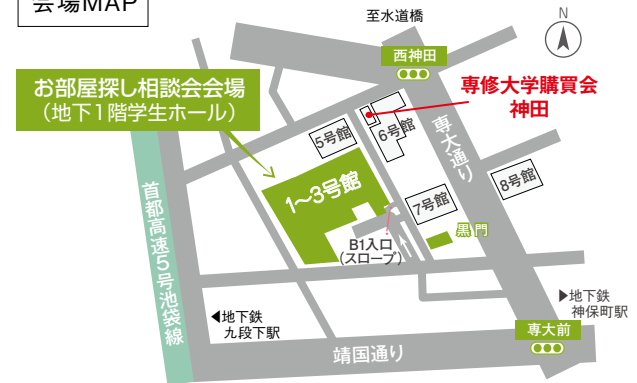 会場MAP
至水道橋
N
西神田
お部屋探し相談会会場
(地下1階学生ホール)
専修大学購買会
神田
5号館
6号館
専大通り
1〜3号館
8号館
7号館
首都高速5号池袋線
黒門
B1入口
(スロープ)
◀地下鉄
九段下駅
▶地下鉄
神保町駅
専大前
靖国通り